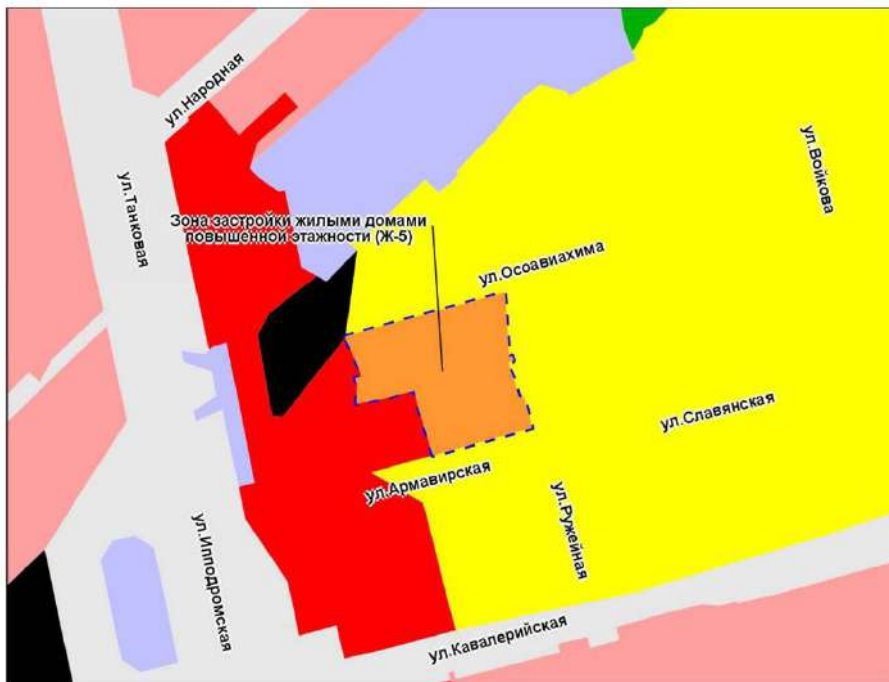 ул.Народная
ул.Войкова
ул.Танковая
Зона застройки жилыми домами
повышенной этажности (Ж-5)
ул.Осоавиахима
ул.Славянская
ул.Армавирская
ул.Ружейная
ул.Ипподромская
ул.Кавалерийская